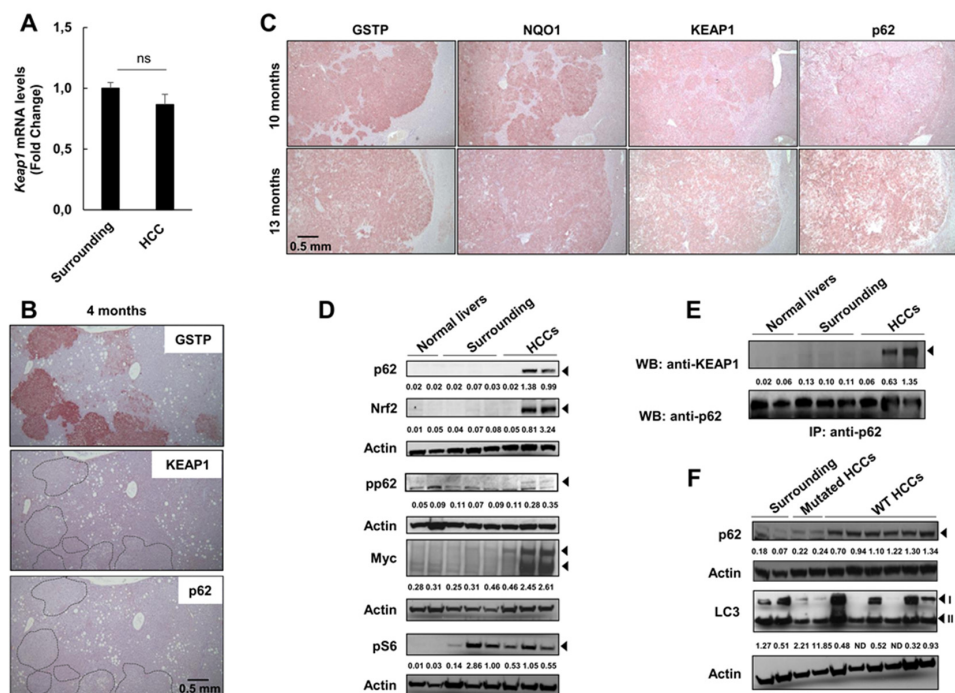 A
1,5
ns
1,0
0,5
0,0
Keap1 mRNA levels
(Fold Change)
Surrounding
HCC
B
4 months
GSTP
KEAP1
p62
0.5 mm
C
GSTP NQO1 KEAP1 p62
10 months
13 months
0.5 mm
D
Normal livers Surrounding HCCs
p62
0.02 0.02 0.02 0.07 0.03 0.02 1.38 0.99
Nrf2
0.01 0.05 0.04 0.07 0.08 0.05 0.81 3.24
Actin
pp62
0.05 0.09 0.11 0.07 0.09 0.11 0.28 0.35
Actin
Myc
0.28 0.31 0.25 0.31 0.46 0.46 2.45 2.61
Actin
pS6
0.01 0.03 0.14 2.86 1.00 0.53 1.05 0.55
Actin
E
Normal livers Surrounding HCCs
WB: anti-KEAP1
0.02 0.06 0.13 0.10 0.11 0.06 0.63 1.35
WB: anti-p62
IP: anti-p62
F
Surrounding Mutated HCCs WT HCCs
p62
0.18 0.07 0.22 0.24 0.70 0.94 1.10 1.22 1.30 1.34
Actin
LC3
I
II
1.27 0.51 2.21 11.85 0.48 ND 0.52 ND 0.32 0.93
Actin